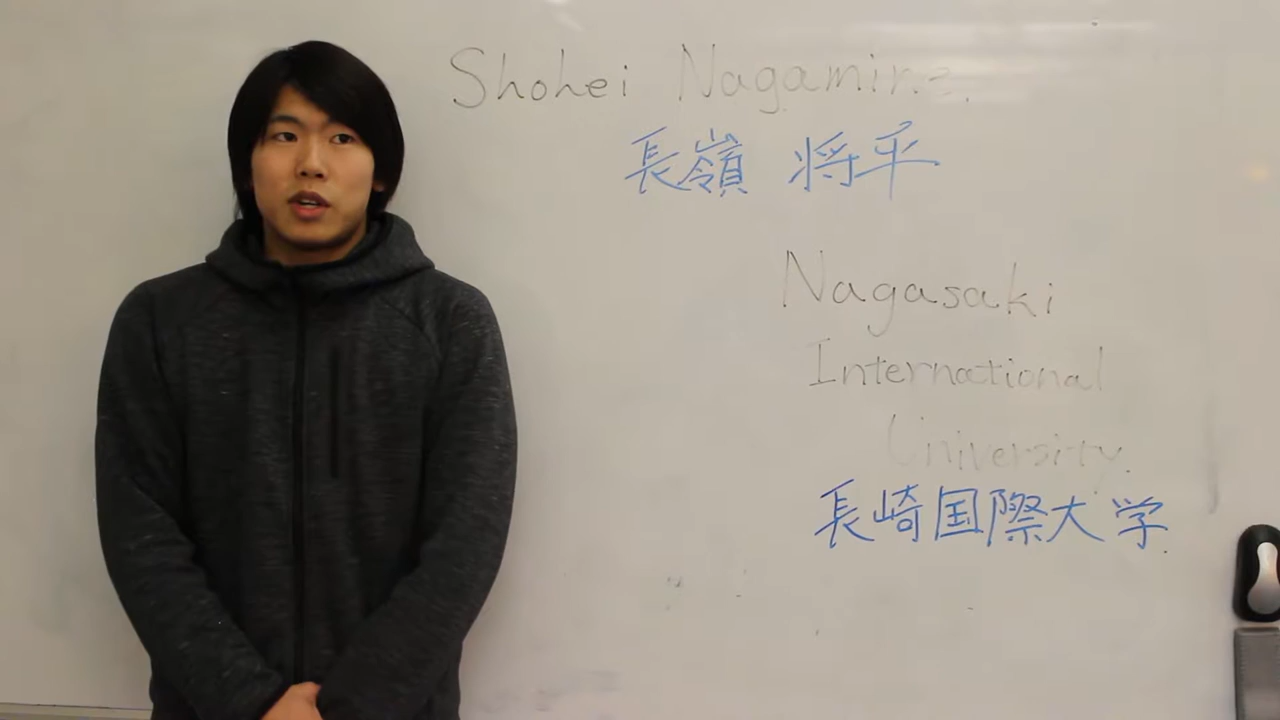 Shohei Nagamine.
長嶺 将平
Nagasaki
International
University.
長崎国際大学